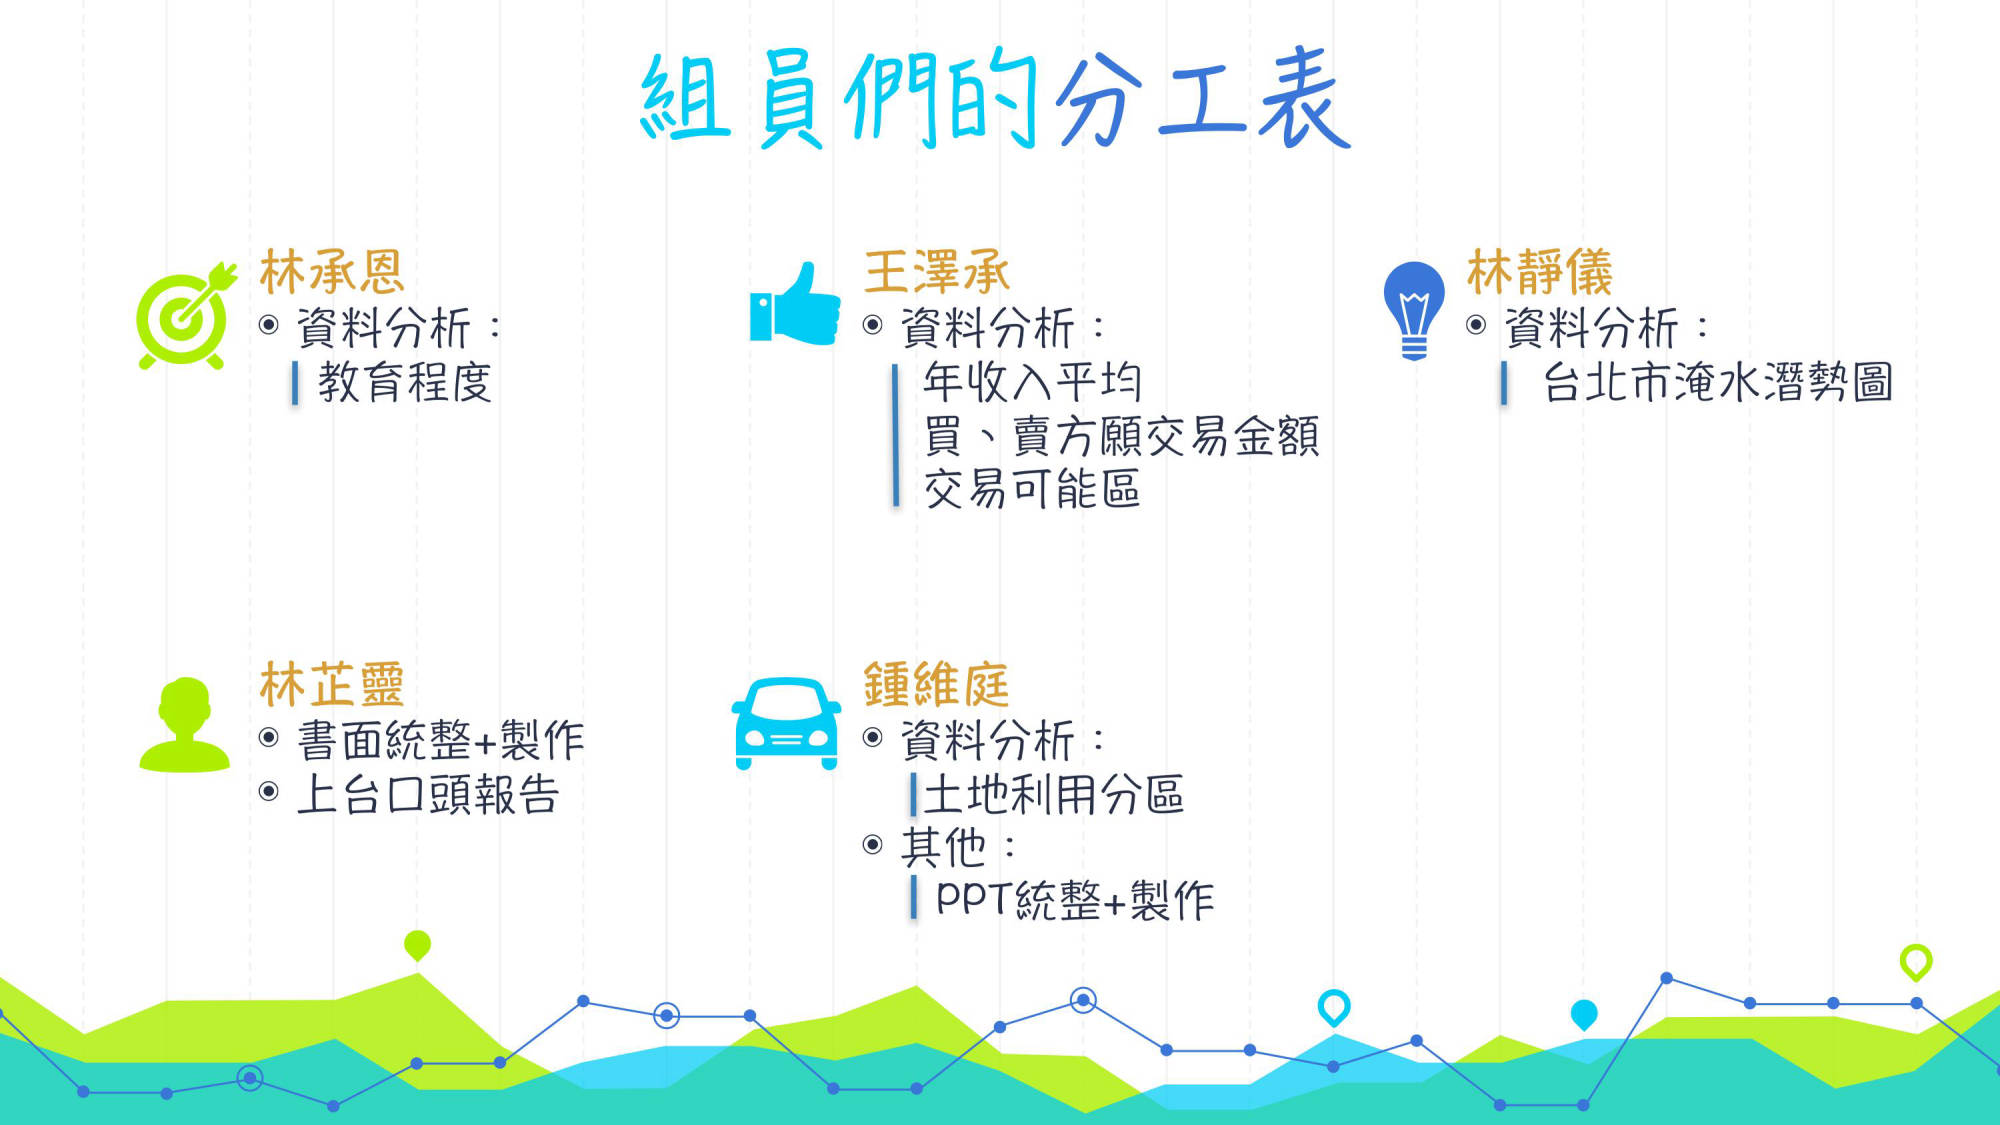 組員們的分工表
林承恩
資料分析：
教育程度
王澤承
資料分析：
年收入平均
買、賣方願交易金額
交易可能區
林靜儀
資料分析：
台北市淹水潛勢圖
林芷靈
書面統整+製作
上台口頭報告
鍾維庭
資料分析：
土地利用分區
其他：
PPT統整+製作